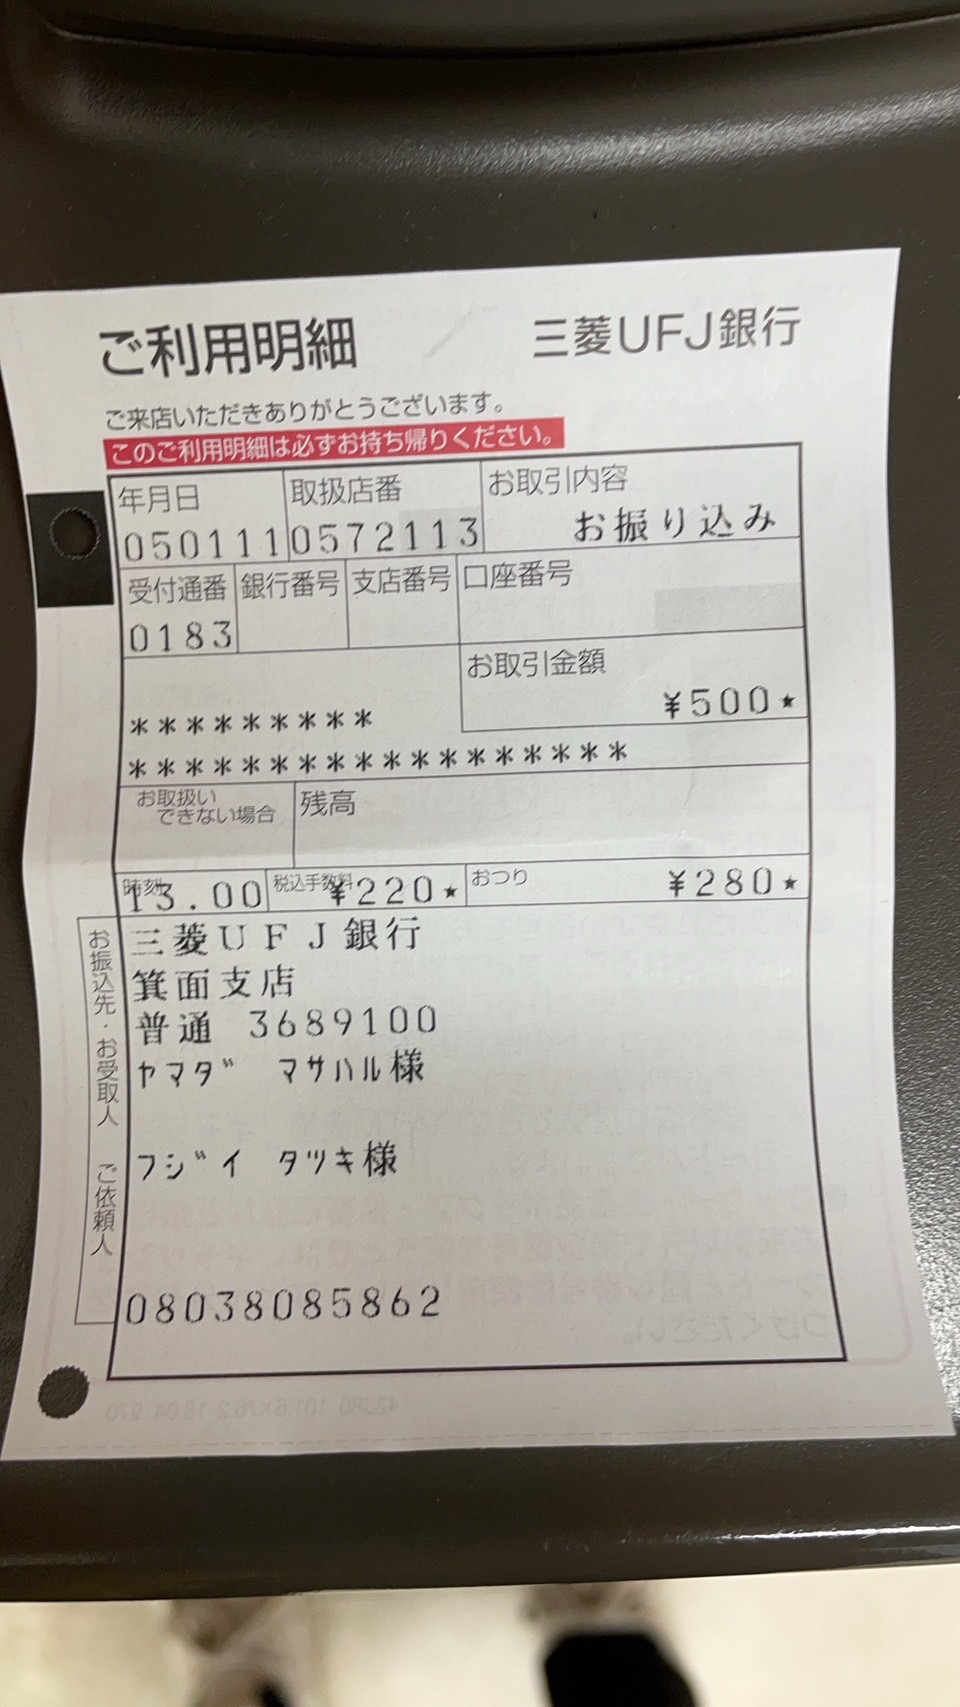 ご利用明細 三菱UFJ銀行
ご来店いただきありがとうございます。
このご利用明細は必ずお持ち帰りください。
年月日 取扱店番 お取引内容
050111 0572113 お振り込み
受付通番 銀行番号 支店番号 口座番号
0183
お取引金額
¥500★
*********
******************
お取扱いできない場合 残高
時刻 税込手数料 おつり
13.00 ¥220★ ¥280★
お振込先・お受取人 ご依頼人
三菱UFJ銀行
箕面支店
普通 3689100
ヤマダ マサハル様
フジイ タツキ様
08038085862